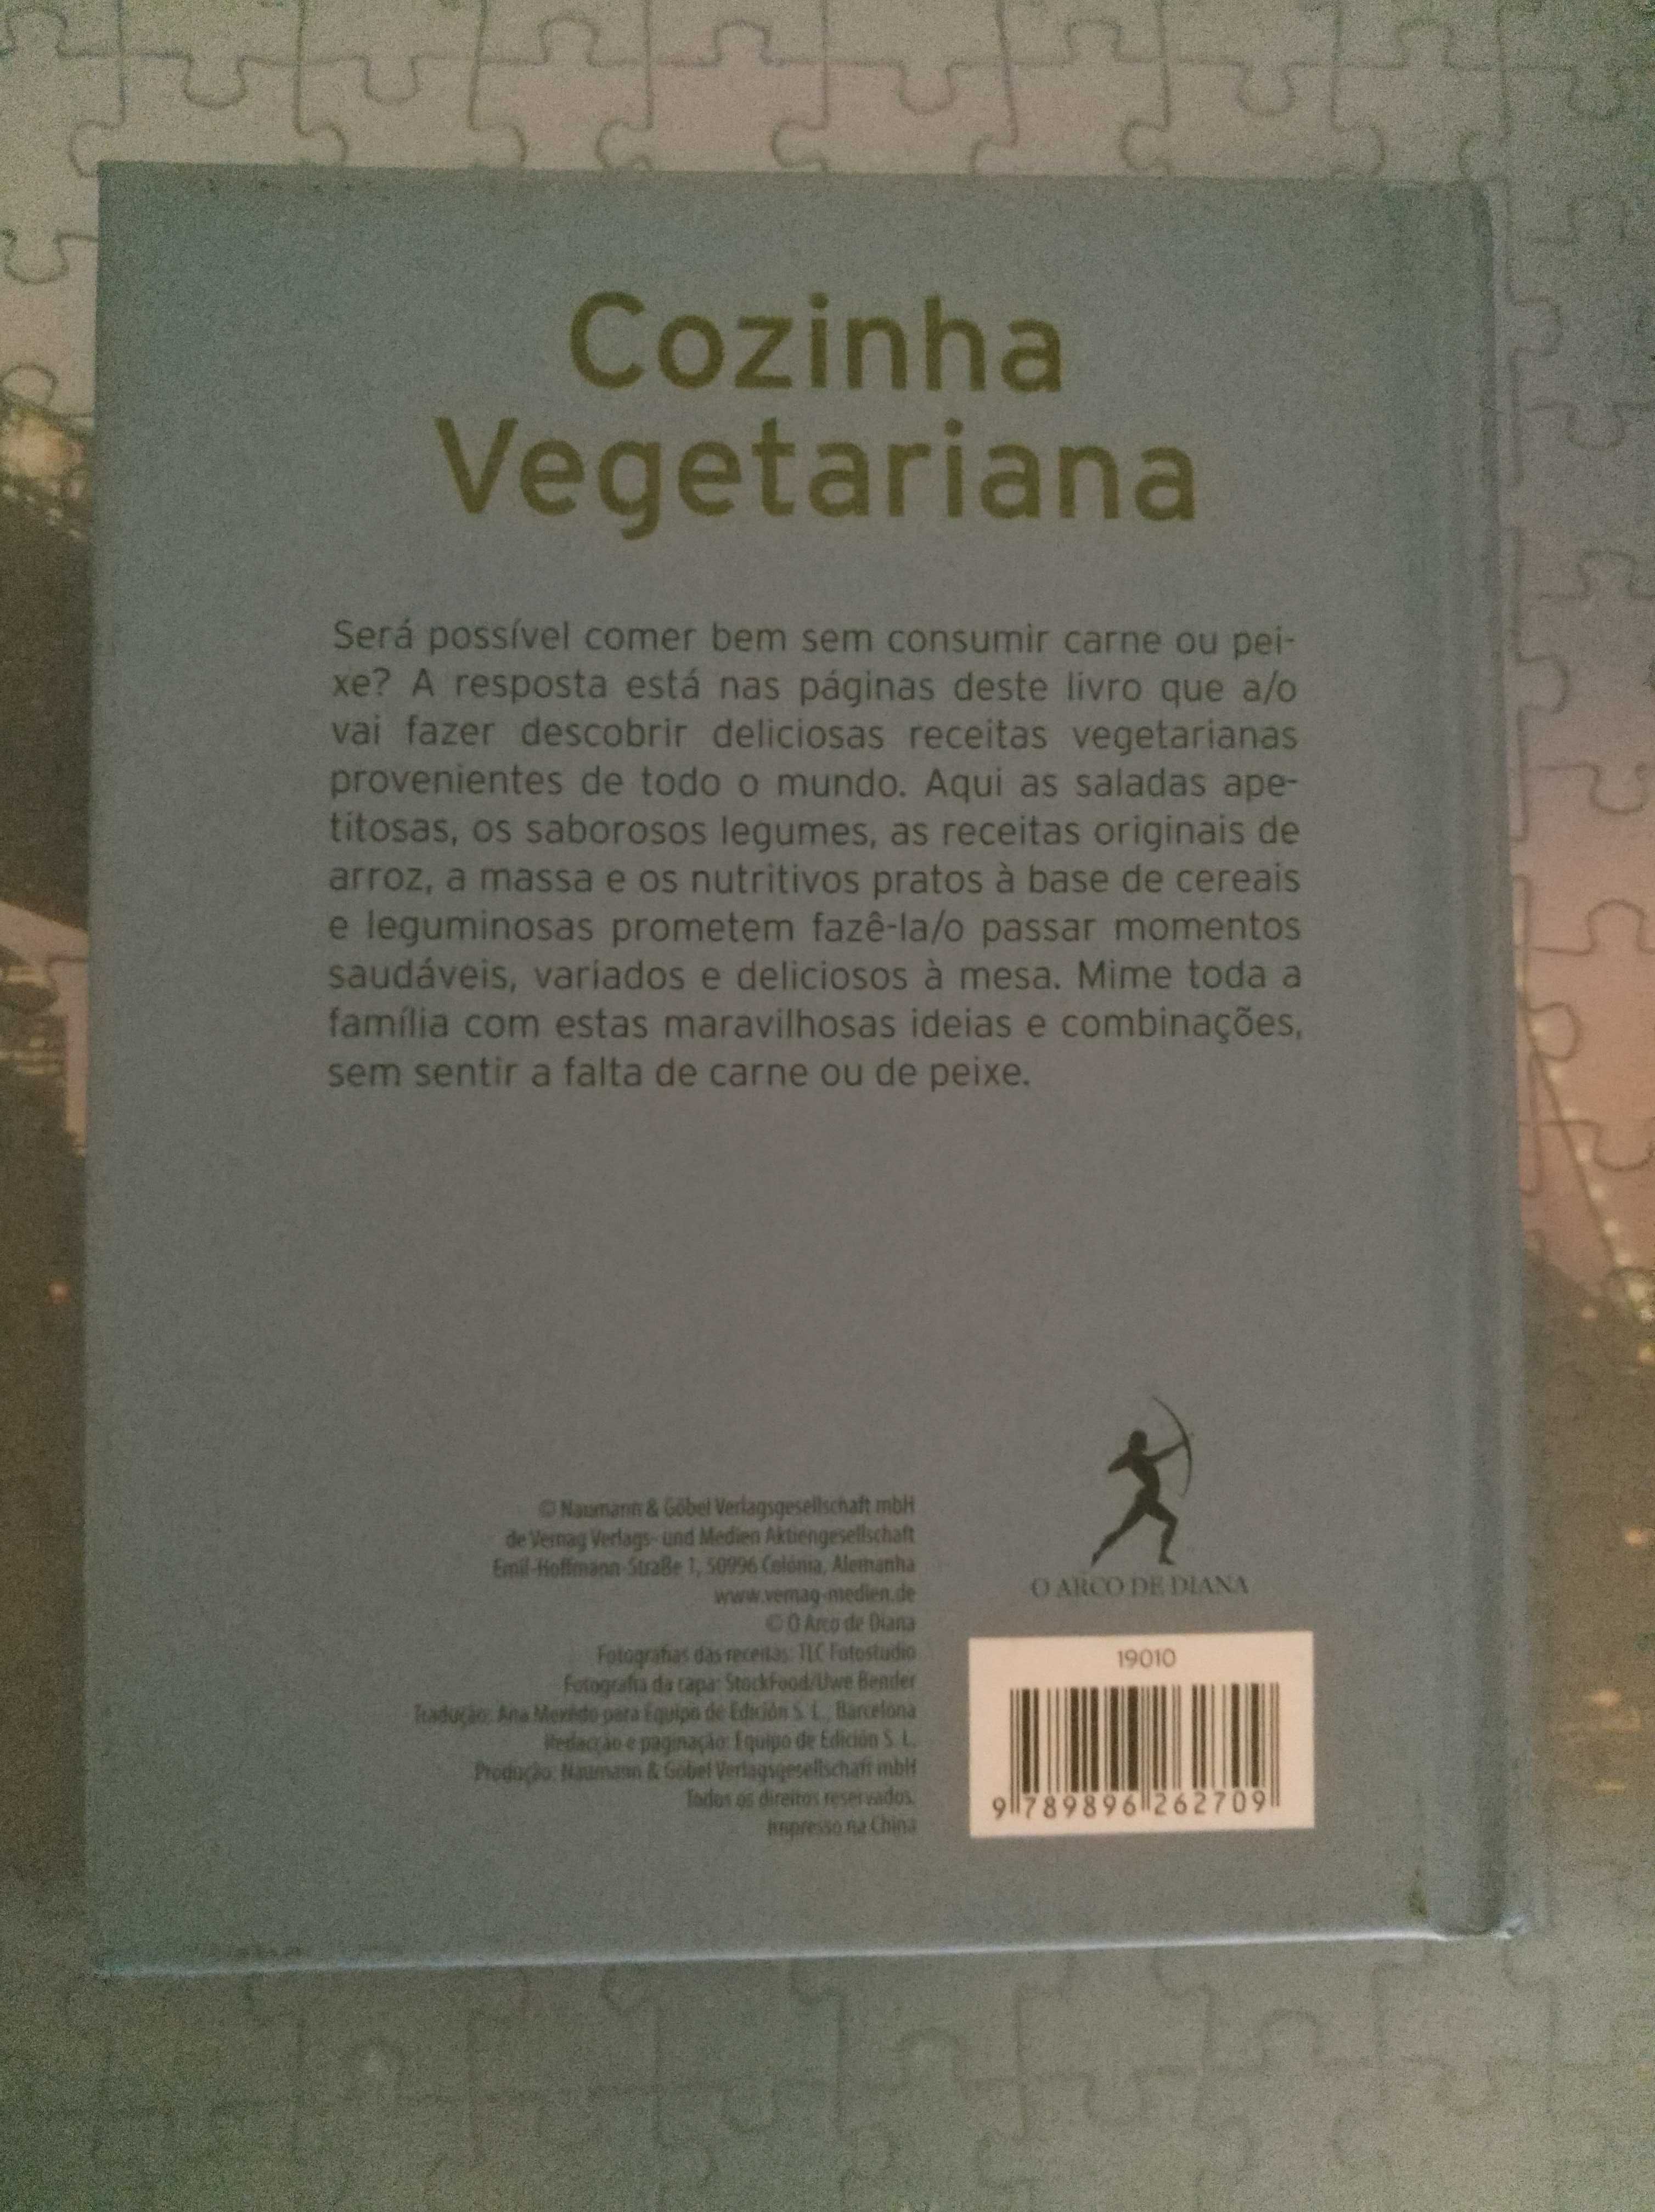 Cozinha
Vegetariana
Será possível comer bem sem consumir carne ou pei-
xe? A resposta está nas páginas deste livro que a/o
vai fazer descobrir deliciosas receitas vegetarianas
provenientes de todo o mundo. Aqui as saladas ape-
titosas, os saborosos legumes, as receitas originais de
arroz, a massa e os nutritivos pratos à base de cereais
e leguminosas prometem fazê-la/o passar momentos
saudáveis, variados e deliciosos à mesa. Mime toda a
família com estas maravilhosas ideias e combinações,
sem sentir a falta de carne ou de peixe.
© Naumann & Göbel Verlagsgesellschaft mbH
de Vemag Verlags- und Medien Aktiengesellschaft
Emil-Hoffmann-Straße 1, 50996 Colónia, Alemanha
www.vemag-medien.de
© O Arco de Diana
Fotografias das receitas: TLC Fotostudio
Fotografia da capa: StockFood/Uwe Bender
Tradução: Ana para Equipo de Edición S. L., Barcelona
Redacção e paginação: Equipo de Edición S. L.
Produção: Naumann & Göbel Verlagsgesellschaft mbH
Todos os direitos reservados.
Impresso na China
O ARCO DE DIANA
19010
9 789896 262709